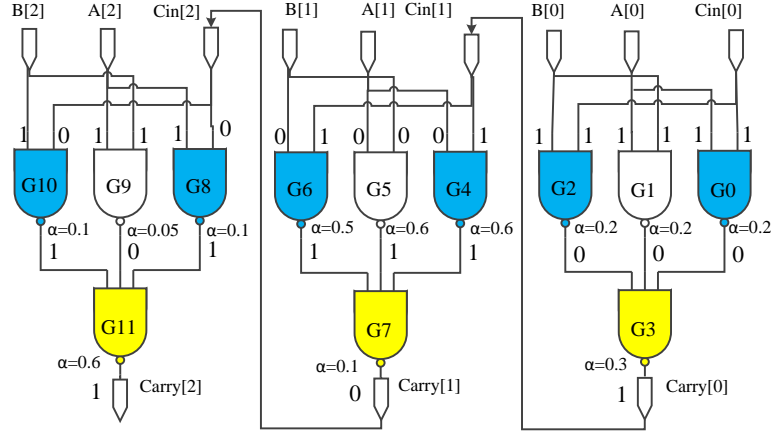 B[2] A[2] Cin[2] B[1] A[1] Cin[1] B[0] A[0] Cin[0]
1 0 1 1 1 0 0 1 0 0 0 1 1 1 1 1 1 1
G10 G9 G8 G6 G5 G4 G2 G1 G0
α=0.1 α=0.05 α=0.1 α=0.5 α=0.6 α=0.6 α=0.2 α=0.2 α=0.2
1 0 1 1 1 1 0 0 0
G11 G7 G3
α=0.6 α=0.1 α=0.3
1 Carry[2] 0 Carry[1] 1 Carry[0]